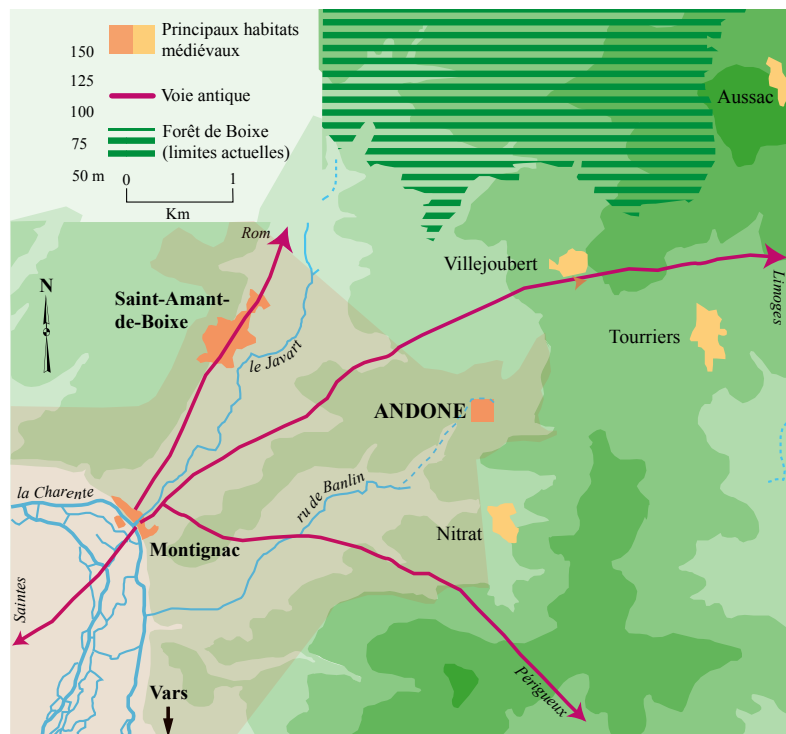 Principaux habitats
médiévaux
150
125
100
75
50 m
Voie antique
Forêt de Boixe
(limites actuelles)
0
1
Km
Aussac
Rom
Villejoubert
Limoges
N
Saint-Amant-
de-Boixe
Tourriers
le Javart
ANDONE
la Charente
ru de Banlin
Nitrat
Montignac
Saintes
Périgueux
Vars